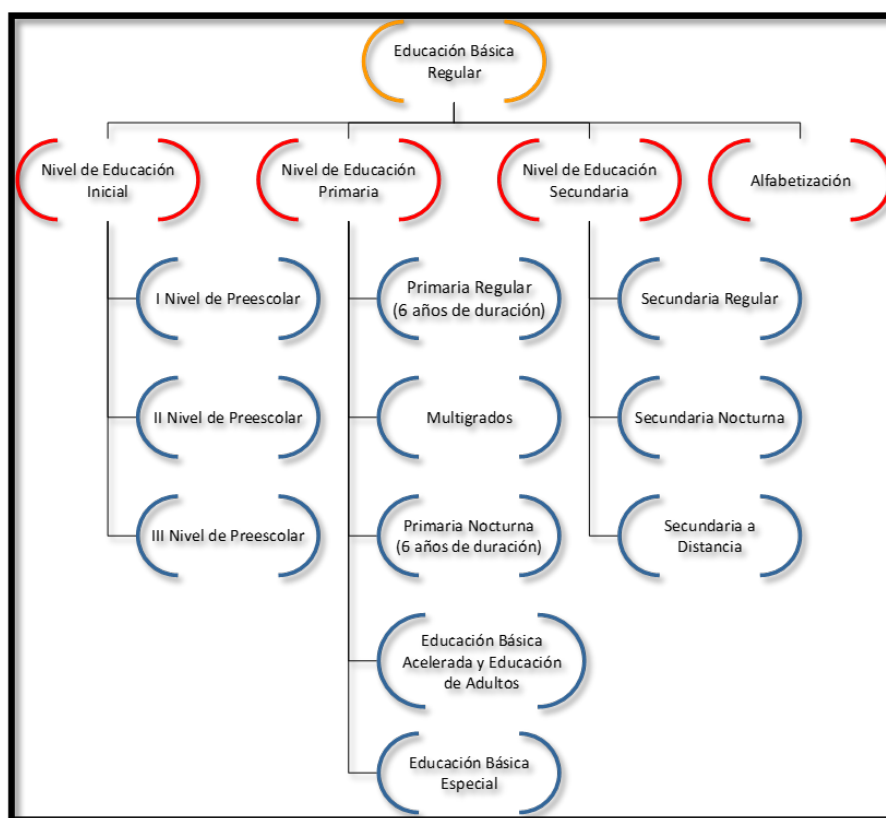 Educación Básica
Regular
Nivel de Educación
Inicial
Nivel de Educación
Primaria
Nivel de Educación
Secundaria
Alfabetización
I Nivel de Preescolar
Primaria Regular
(6 años de duración)
Secundaria Regular
II Nivel de Preescolar
Multigrados
Secundaria Nocturna
III Nivel de Preescolar
Primaria Nocturna
(6 años de duración)
Secundaria a
Distancia
Educación Básica
Acelerada y Educación
de Adultos
Educación Básica
Especial